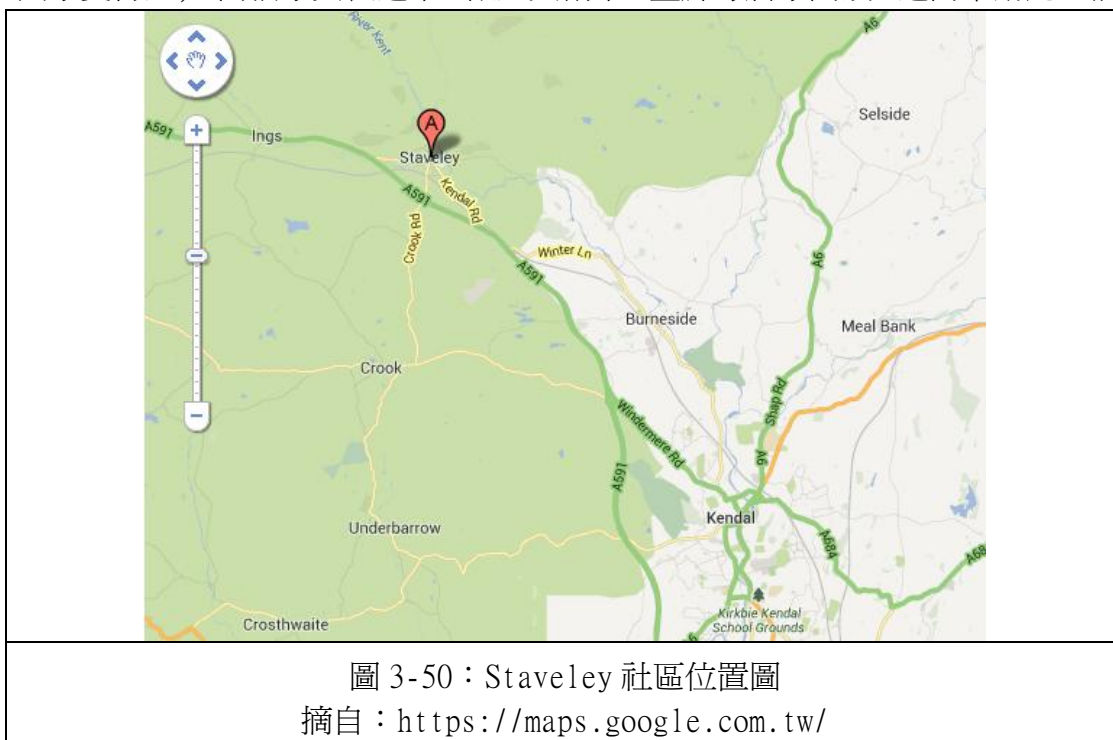 River Kent
A6
Selside
A591
Ings
A
Staveley
Kendal Rd
A591
Crook Rd
Winter Ln
A6
A591
Burneside
Meal Bank
Crook
Shap Rd
Windermere Rd
A6
A591
Kendal
Underbarrow
A684
A68
Kirkbie Kendal
School Grounds
Crosthwaite
圖 3-50：Staveley 社區位置圖
摘自：https://maps.google.com.tw/